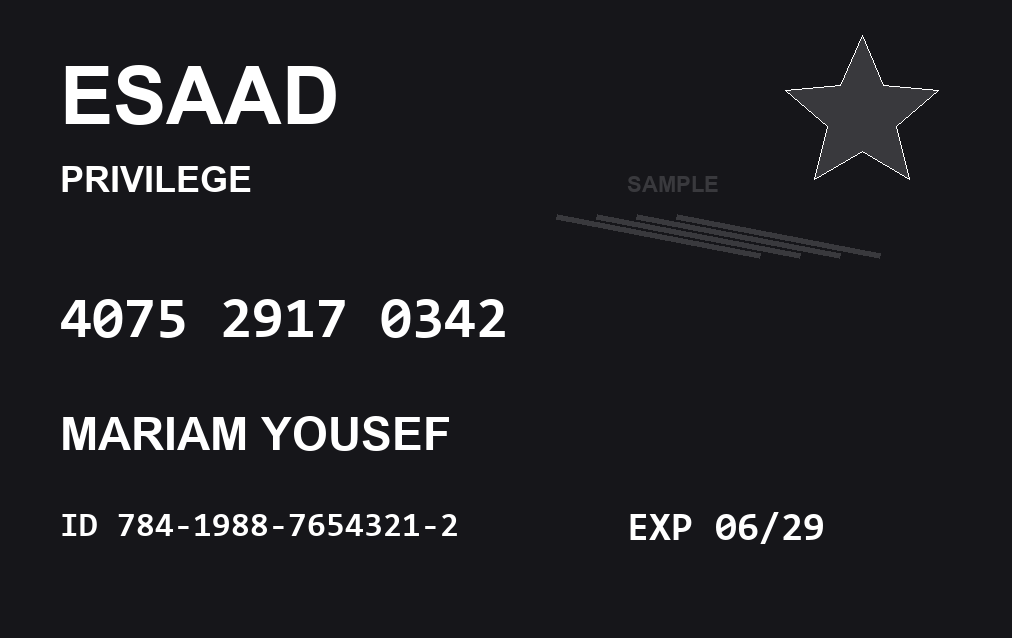 ESAAD
PRIVILEGE
SAMPLE
4075 2917 0342
MARIAM YOUSEF
ID 784-1988-7654321-2
EXP 06/29